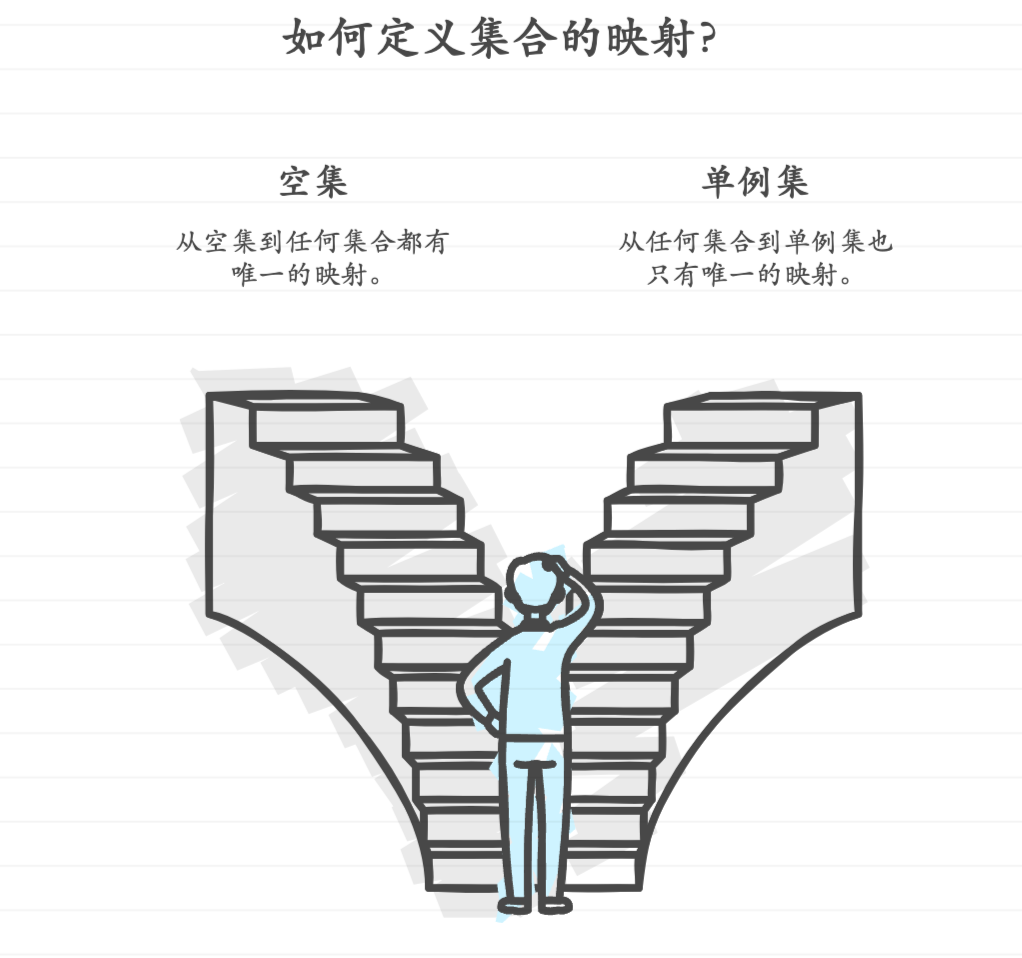 如何定义集合的映射?
空集
从空集到任何集合都有
唯一的映射。
单例集
从任何集合到单例集也
只有唯一的映射。